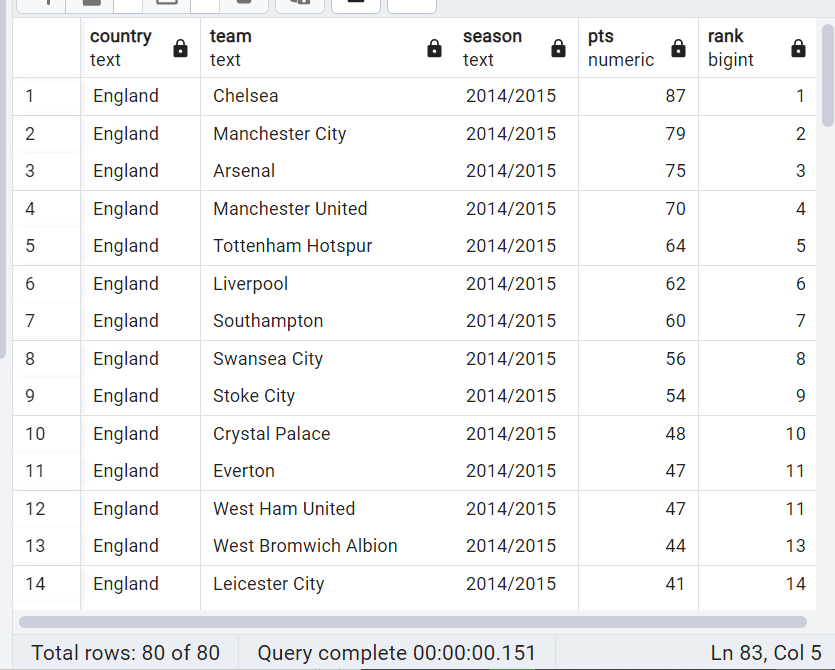 country team season pts rank
text text text numeric bigint
1 England Chelsea 2014/2015 87 1
2 England Manchester City 2014/2015 79 2
3 England Arsenal 2014/2015 75 3
4 England Manchester United 2014/2015 70 4
5 England Tottenham Hotspur 2014/2015 64 5
6 England Liverpool 2014/2015 62 6
7 England Southampton 2014/2015 60 7
8 England Swansea City 2014/2015 56 8
9 England Stoke City 2014/2015 54 9
10 England Crystal Palace 2014/2015 48 10
11 England Everton 2014/2015 47 11
12 England West Ham United 2014/2015 47 11
13 England West Bromwich Albion 2014/2015 44 13
14 England Leicester City 2014/2015 41 14
Total rows: 80 of 80 Query complete 00:00:00.151 Ln 83, Col 5